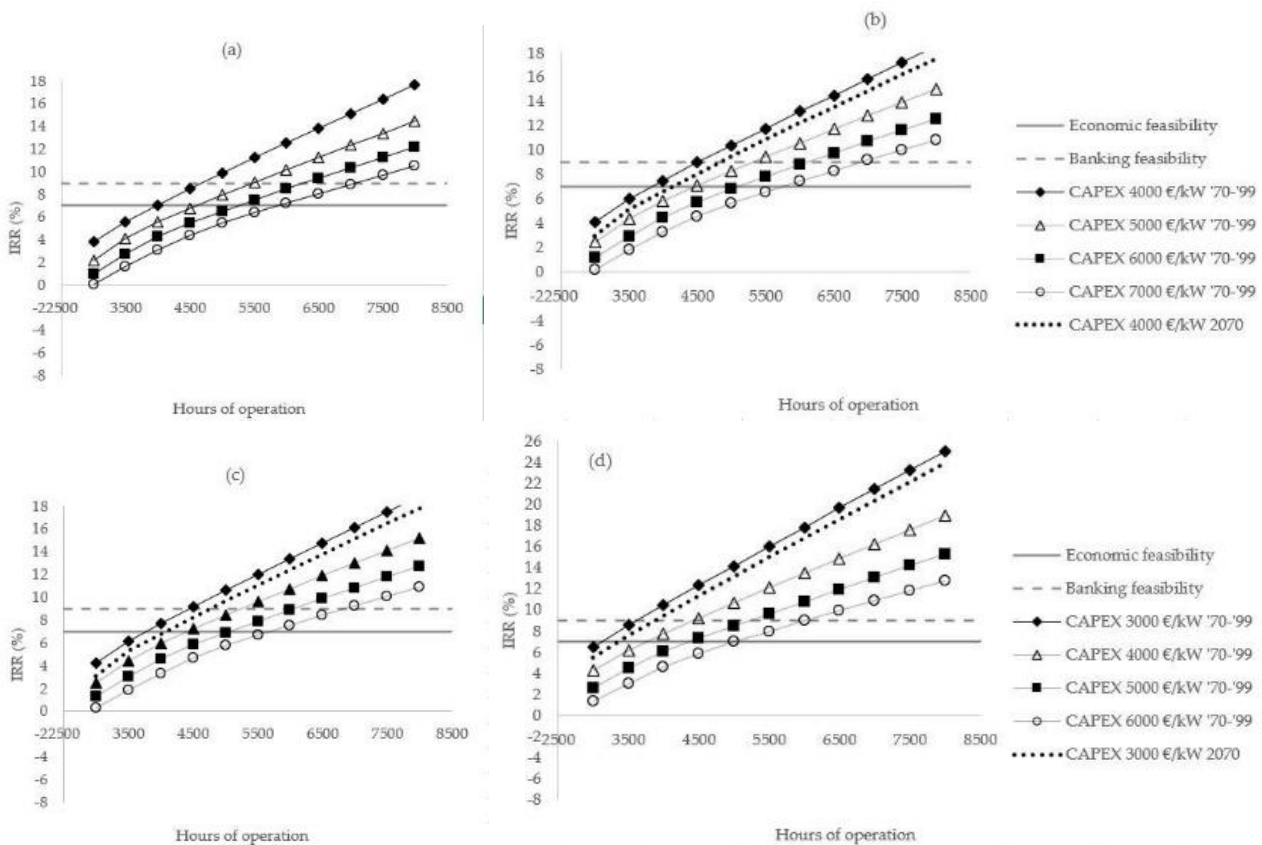 (a)
18
16
14
12
10
8
6
4
2
0
-2
-4
-6
-8
IRR (%)
2500 3500 4500 5500 6500 7500 8500
Hours of operation
(b)
18
16
14
12
10
8
6
4
2
0
-2
-4
-6
-8
IRR (%)
2500 3500 4500 5500 6500 7500 8500
Hours of operation
Economic feasibility
Banking feasibility
CAPEX 4000 €/kW '70-'99
CAPEX 5000 €/kW '70-'99
CAPEX 6000 €/kW '70-'99
CAPEX 7000 €/kW '70-'99
CAPEX 4000 €/kW 2070
(c)
18
16
14
12
10
8
6
4
2
0
-2
-4
-6
-8
IRR (%)
2500 3500 4500 5500 6500 7500 8500
Hours of operation
(d)
26
24
22
20
18
16
14
12
10
8
6
4
2
0
-2
-4
-6
-8
IRR (%)
2500 3500 4500 5500 6500 7500 8500
Hours of operation
Economic feasibility
Banking feasibility
CAPEX 3000 €/kW '70-'99
CAPEX 4000 €/kW '70-'99
CAPEX 5000 €/kW '70-'99
CAPEX 6000 €/kW '70-'99
CAPEX 3000 €/kW 2070